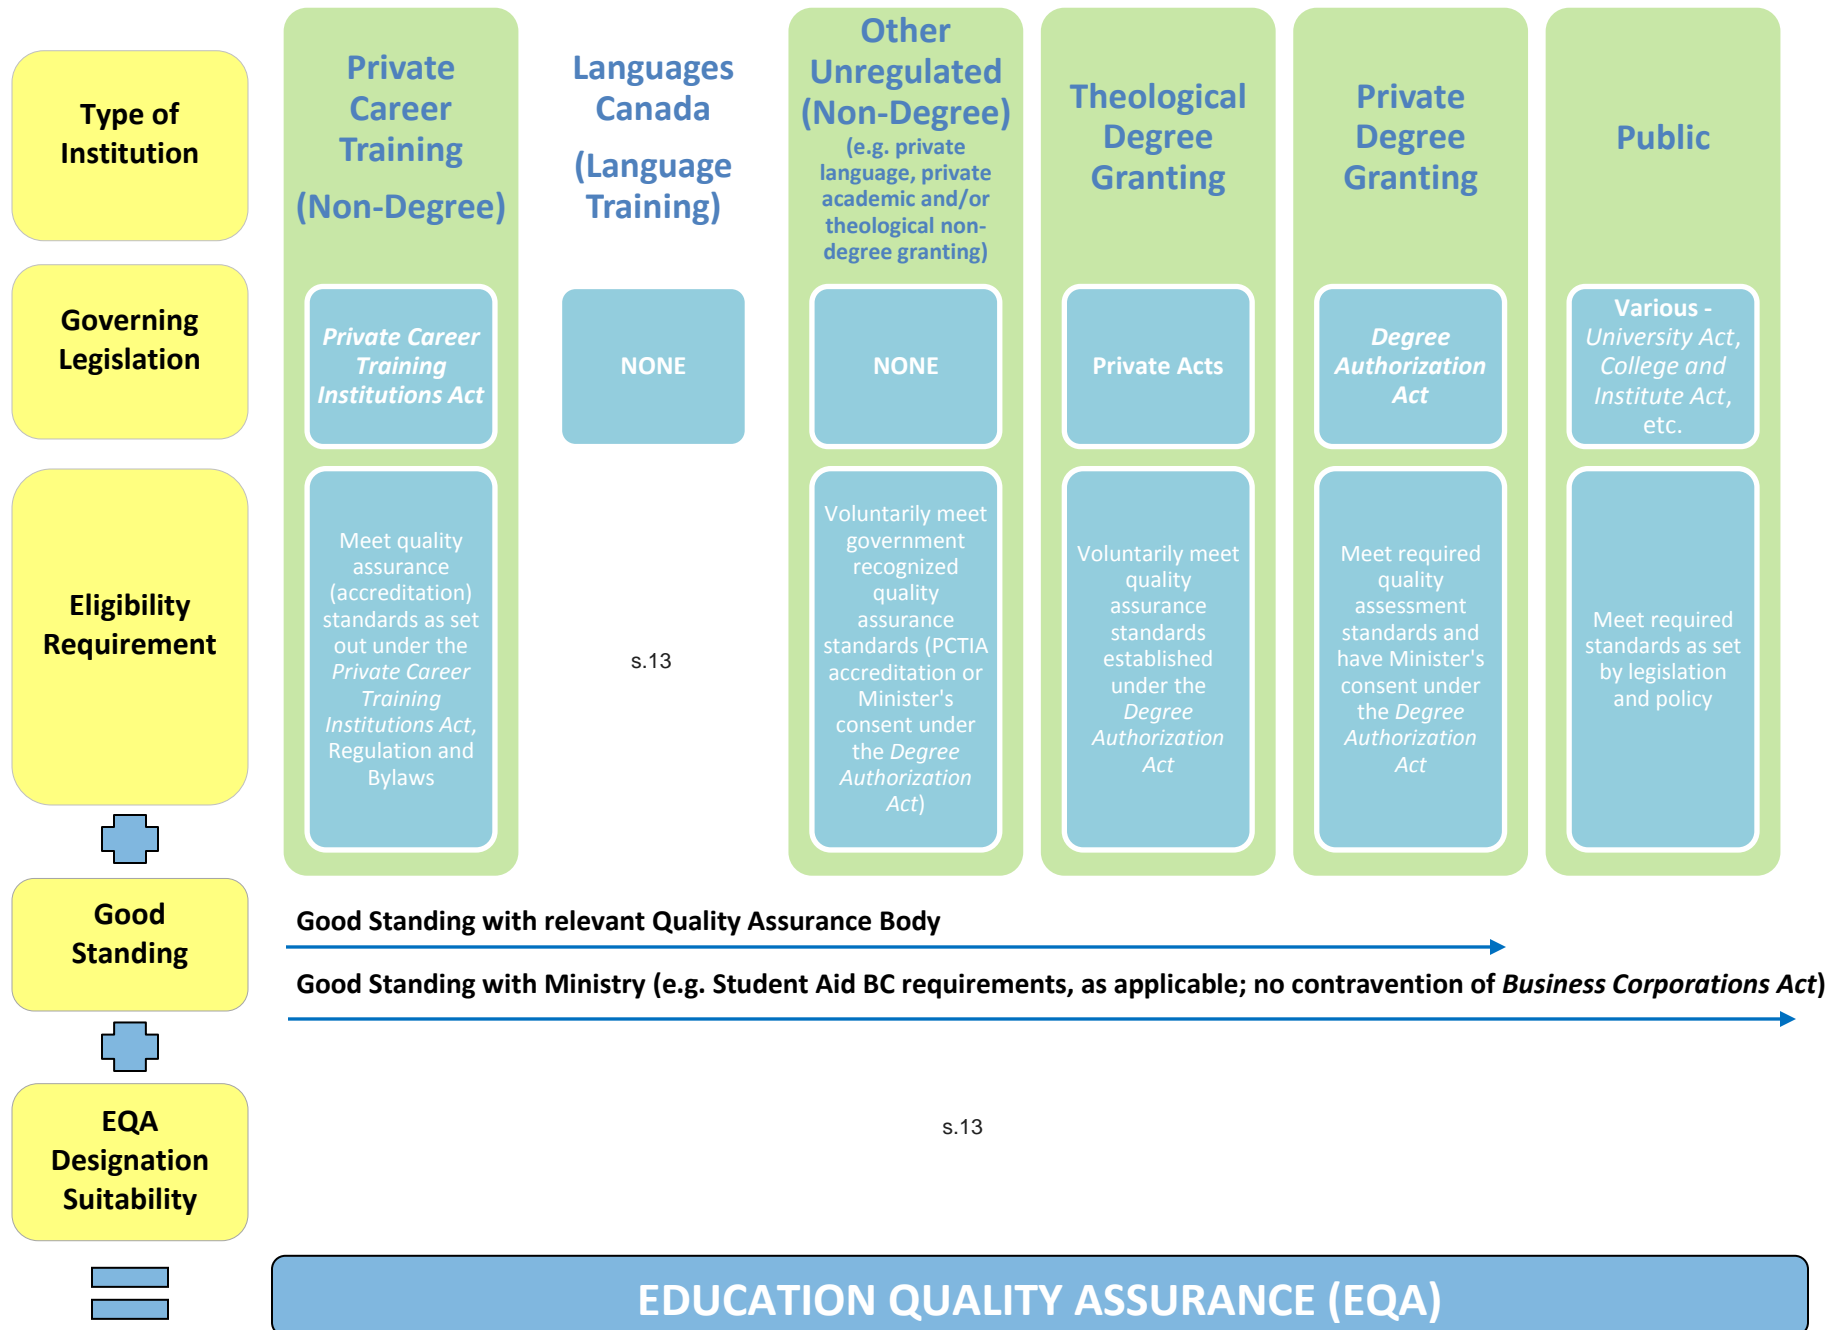 Type of
Institution
Private
Career
Training
(Non-Degree)
Languages
Canada
(Language
Training)
Other
Unregulated
(Non-Degree)
(e.g. private
language, private
academic and/or
theological non-
degree granting)
Theological
Degree
Granting
Private
Degree
Granting
Public
Governing
Legislation
Private Career
Training
Institutions Act
NONE
NONE
Private Acts
Degree
Authorization
Act
Various -
University Act,
College and
Institute Act,
etc.
Eligibility
Requirement
Meet quality
assurance
(accreditation)
standards as set
out under the
Private Career
Training
Institutions Act,
Regulation and
Bylaws
s.13
Voluntarily meet
government
recognized
quality
assurance
standards (PCTIA
accreditation or
Minister's
consent under
the Degree
Authorization
Act)
Voluntarily meet
quality
assurance
standards
established
under the
Degree
Authorization
Act
Meet required
quality
assessment
standards and
have Minister's
consent under
the Degree
Authorization
Act
Meet required
standards as set
by legislation
and policy
Good
Standing
Good Standing with relevant Quality Assurance Body
Good Standing with Ministry (e.g. Student Aid BC requirements, as applicable; no contravention of Business Corporations Act)
EQA
Designation
Suitability
s.13
EDUCATION QUALITY ASSURANCE (EQA)